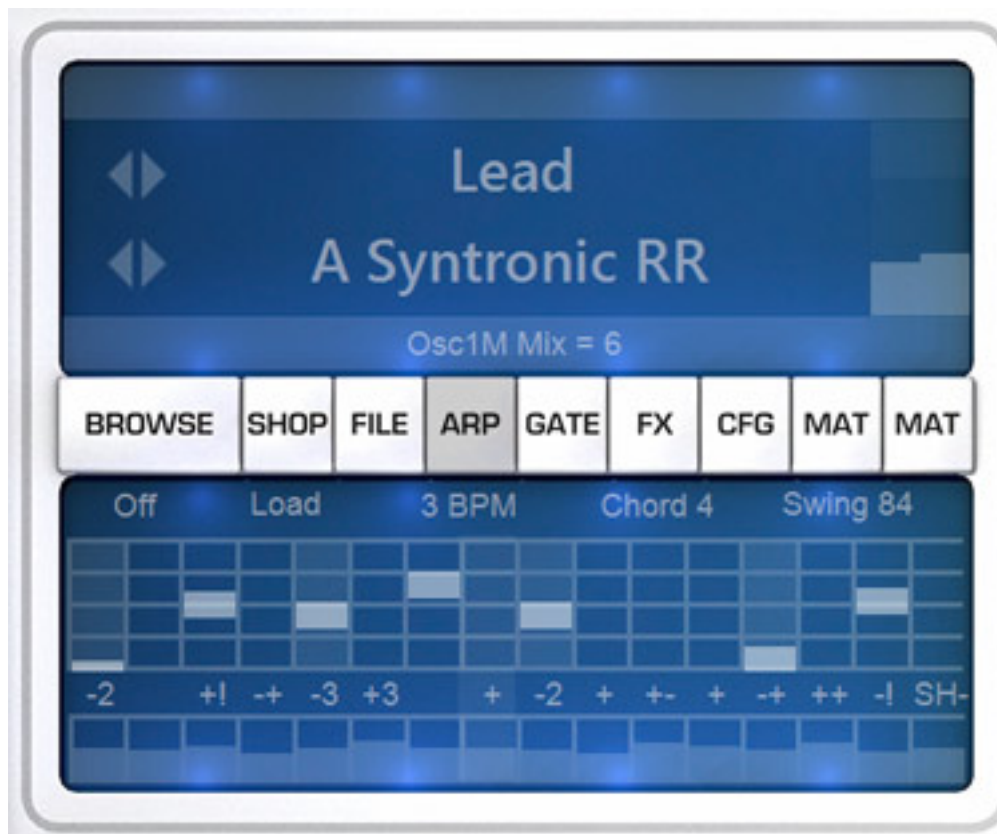 Lead
A Syntronic RR
Osc1M Mix = 6
BROWSE SHOP FILE ARP GATE FX CFG MAT MAT
Off Load 3 BPM Chord 4 Swing 84
-2 +! -+ -3 +3 + -2 + +- + -+ ++ -! SH-